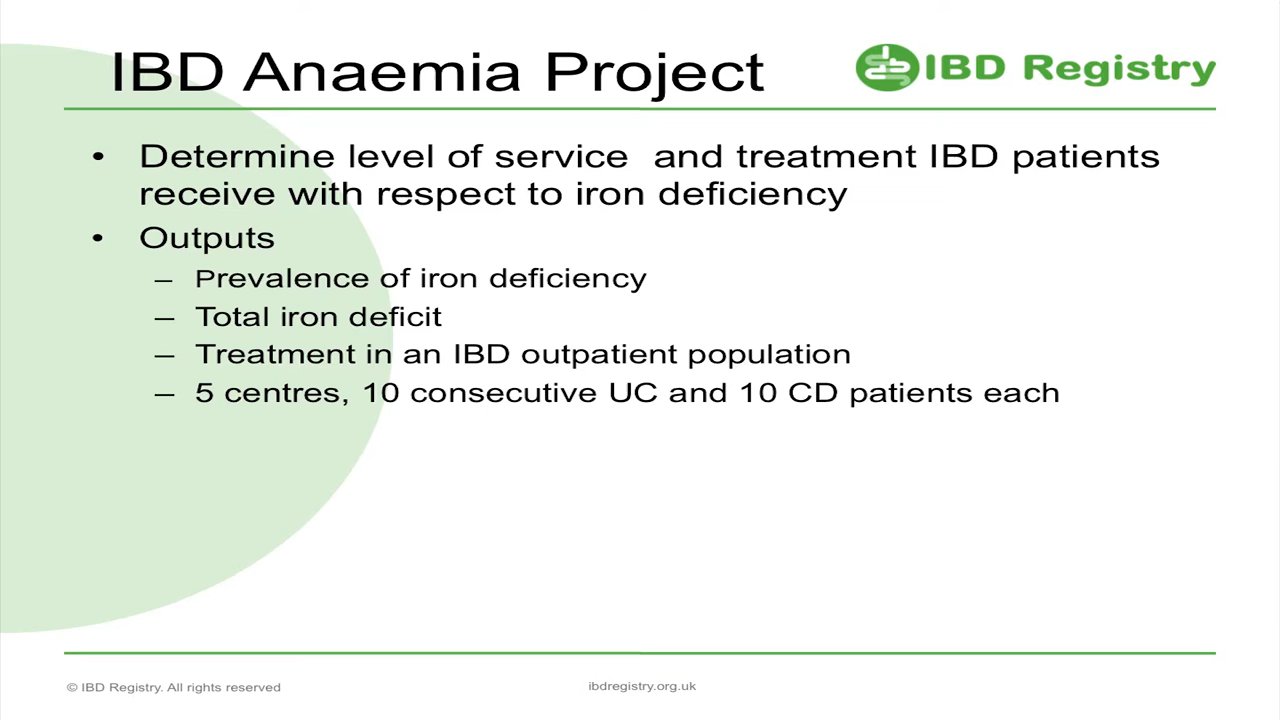 IBD Anaemia Project
IBD Registry
• Determine level of service  and treatment IBD patients
receive with respect to iron deficiency
• Outputs
– Prevalence of iron deficiency
– Total iron deficit
– Treatment in an IBD outpatient population
– 5 centres, 10 consecutive UC and 10 CD patients each
© IBD Registry. All rights reserved
ibdregistry.org.uk